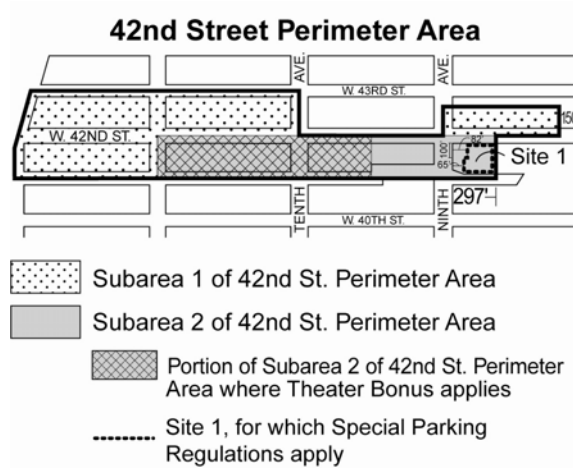 42nd Street Perimeter Area
AVE.
AVE.
W. 43RD ST.
W. 42ND ST.
150
82'
100'
65'
Site 1
297'
TENTH
W. 40TH ST.
NINTH
Subarea 1 of 42nd St. Perimeter Area
Subarea 2 of 42nd St. Perimeter Area
Portion of Subarea 2 of 42nd St. Perimeter
Area where Theater Bonus applies
Site 1, for which Special Parking
Regulations apply